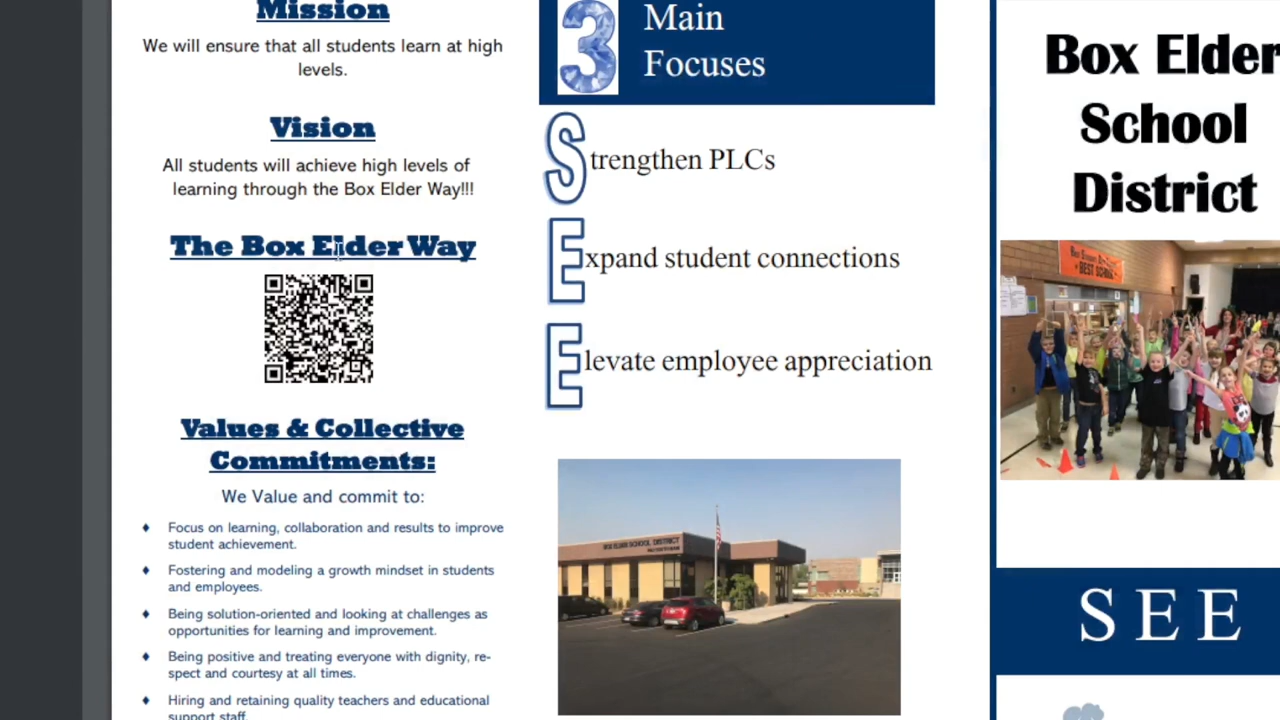 Mission
We will ensure that all students learn at high
levels.
Vision
All students will achieve high levels of
learning through the Box Elder Way!!!
The Box Elder Way
Values & Collective
Commitments:
We Value and commit to:
Focus on learning, collaboration and results to improve
student achievement.
Fostering and modeling a growth mindset in students
and employees.
Being solution-oriented and looking at challenges as
opportunities for learning and improvement.
Being positive and treating everyone with dignity, re-
spect and courtesy at all times.
Hiring and retaining quality teachers and educational
support staff.
3 Main
Focuses
Strengthen PLCs
Expand student connections
Elevate employee appreciation
BOX ELDER SCHOOL DISTRICT
Box Elder
School
District
BEST SCHOOL
SEE